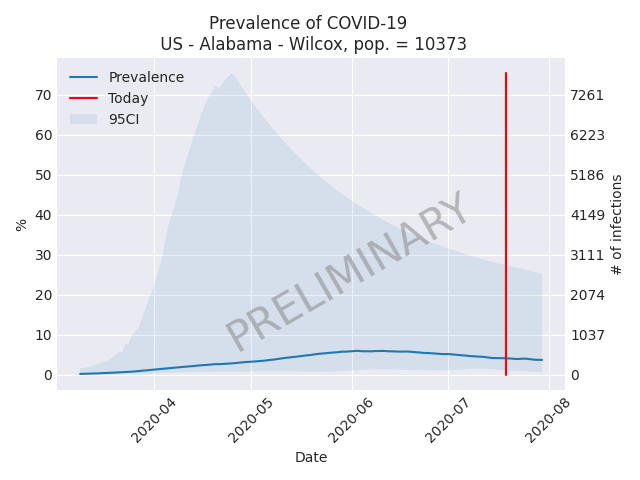 Prevalence of COVID-19
US - Alabama - Wilcox, pop. = 10373
Prevalence
Today
95CI
70
60
50
40
30
20
10
0
%
7261
6223
5186
4149
3111
2074
1037
0
# of infections
PRELIMINARY
2020-04
2020-05
2020-06
2020-07
2020-08
Date